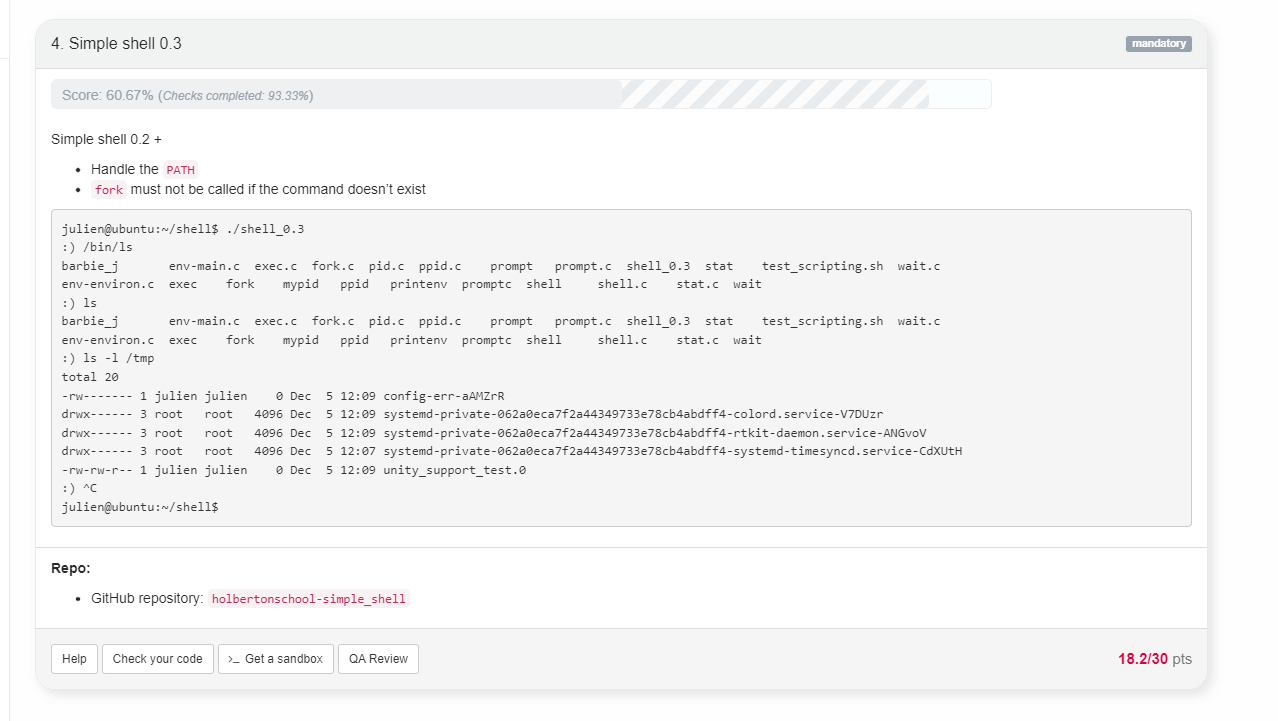 4. Simple shell 0.3
mandatory
Score: 60.67% (Checks completed: 93.33%)
Simple shell 0.2 +
• Handle the PATH
• fork must not be called if the command doesn’t exist
julien@ubuntu:~/shell$ ./shell_0.3
:) /bin/ls
barbie_j       env-main.c  exec.c  fork.c  pid.c  ppid.c    prompt   prompt.c  shell_0.3  stat    test_scripting.sh  wait.c
env-environ.c  exec    fork    mypid   ppid   printenv  promptc  shell     shell.c    stat.c  wait
:) ls
barbie_j       env-main.c  exec.c  fork.c  pid.c  ppid.c    prompt   prompt.c  shell_0.3  stat    test_scripting.sh  wait.c
env-environ.c  exec    fork    mypid   ppid   printenv  promptc  shell     shell.c    stat.c  wait
:) ls -l /tmp
total 20
-rw------- 1 julien julien    0 Dec  5 12:09 config-err-aAMZrR
drwx------ 3 root   root   4096 Dec  5 12:09 systemd-private-062a0eca7f2a44349733e78cb4abdff4-colord.service-V7DUzr
drwx------ 3 root   root   4096 Dec  5 12:09 systemd-private-062a0eca7f2a44349733e78cb4abdff4-rtkit-daemon.service-ANGvoV
drwx------ 3 root   root   4096 Dec  5 12:07 systemd-private-062a0eca7f2a44349733e78cb4abdff4-systemd-timesyncd.service-CdXUtH
-rw-rw-r-- 1 julien julien    0 Dec  5 12:09 unity_support_test.0
:) ^C
julien@ubuntu:~/shell$
Repo:
• GitHub repository: holbertonschool-simple_shell
Help
Check your code
>_ Get a sandbox
QA Review
18.2/30 pts